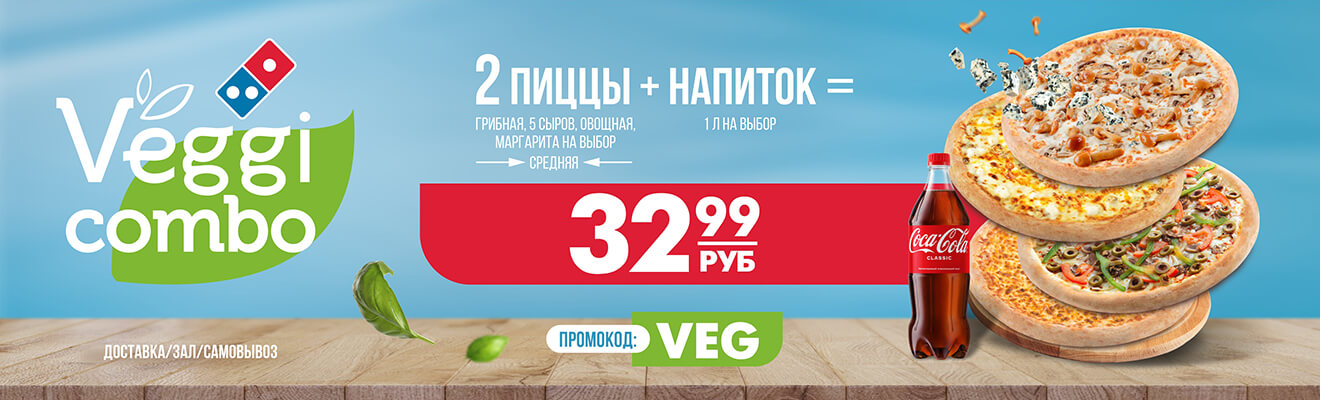 Veggi
combo
2 ПИЦЦЫ + НАПИТОК =
ГРИБНАЯ, 5 СЫРОВ, ОВОЩНАЯ,
МАРГАРИТА НА ВЫБОР
СРЕДНЯЯ
1 Л НА ВЫБОР
32 99
РУБ
Coca-Cola
CLASSIC
ПРОМОКОД: VEG
ДОСТАВКА/ЗАЛ/САМОВЫВОЗ